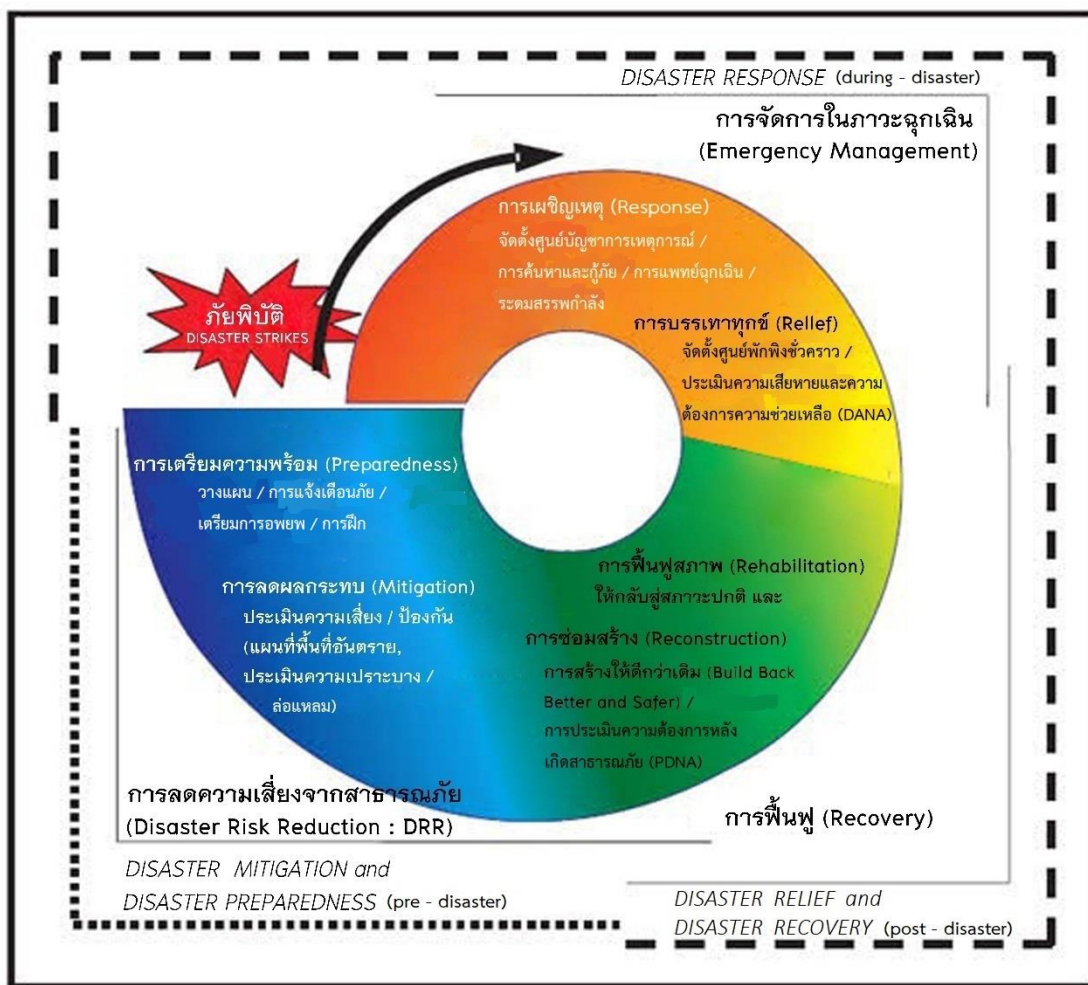 DISASTER RESPONSE (during - disaster)
การจัดการในภาวะฉุกเฉิน
(Emergency Management)
การเผชิญเหตุ (Response)
จัดตั้งศูนย์บัญชาการเหตุการณ์ /
การค้นหาและกู้ภัย / การแพทย์ฉุกเฉิน /
ระดมสรรพกำลัง
ภัยพิบัติ
DISASTER STRIKES
การบรรเทาทุกข์ (Rellef)
จัดตั้งศูนย์พักพิงชั่วคราว /
ประเมินความเสียหายและความ
ต้องการความช่วยเหลือ (DANA)
การเตรียมความพร้อม (Preparedness)
วางแผน / การแจ้งเตือนภัย /
เตรียมการอพยพ / การฝึก
การลดผลกระทบ (Mitigation)
ประเมินความเสี่ยง / ป้องกัน
(แผนที่พื้นที่อันตราย,
ประเมินความเปราะบาง /
ล่อแหลม)
การฟื้นฟูสภาพ (Rehabilitation)
ให้กลับสู่สภาวะปกติ และ
การซ่อมสร้าง (Reconstruction)
การสร้างให้ดีกว่าเดิม (Build Back
Better and Safer) /
การประเมินความต้องการหลัง
เกิดสาธารณภัย (PDNA)
การลดความเสี่ยงจากสาธารณภัย
(Disaster Risk Reduction : DRR)
การฟื้นฟู (Recovery)
DISASTER MITIGATION and
DISASTER PREPAREDNESS (pre - disaster)
DISASTER RELIEF and
DISASTER RECOVERY (post - disaster)